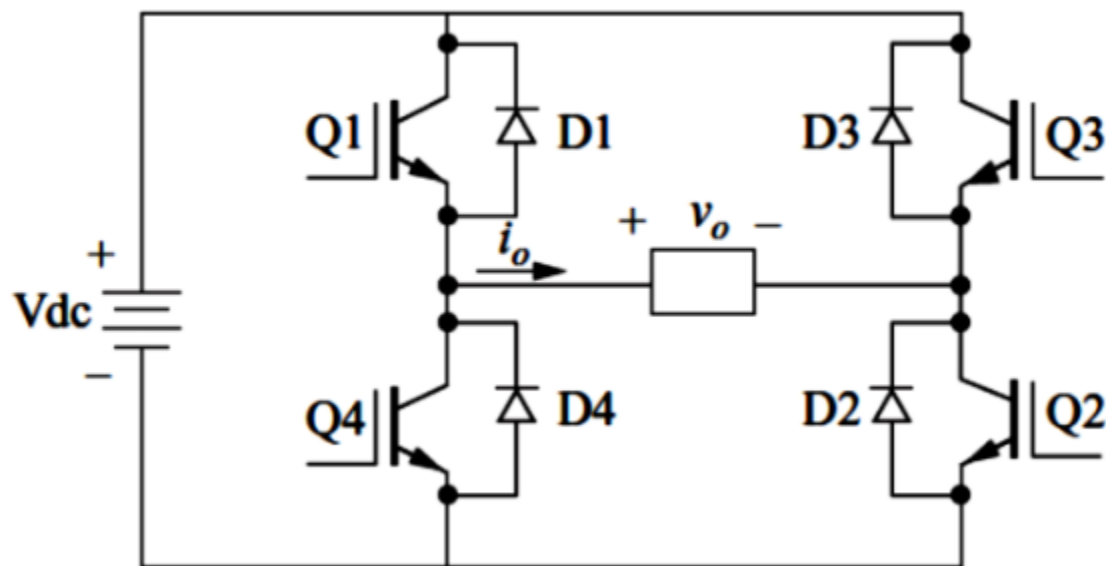 Q1
D1
D3
Q3
+ v_o –
i_o
+
Vdc
–
Q4
D4
D2
Q2